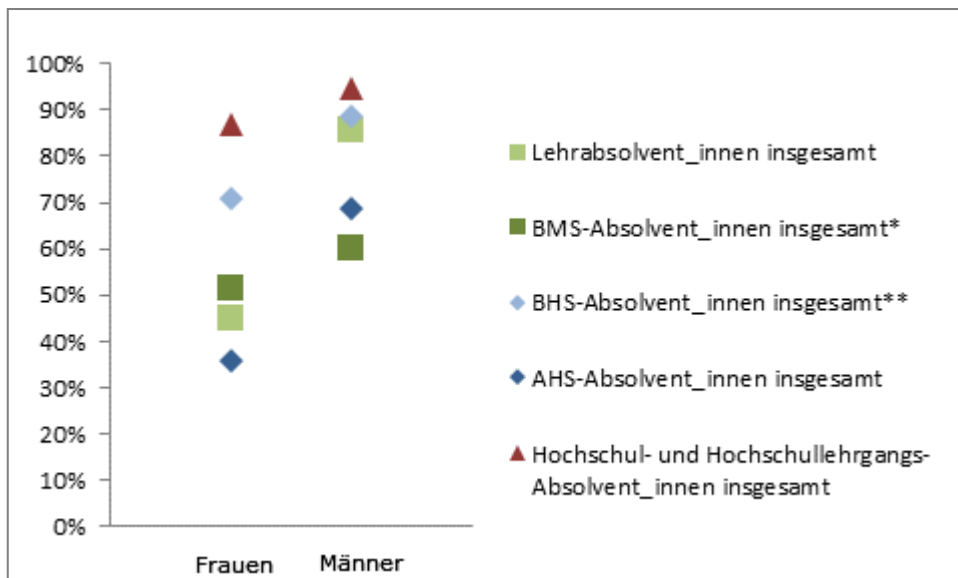 100%
90%
80%
70%
60%
50%
40%
30%
20%
10%
0%
Frauen
Männer
Lehrabsolvent_innen insgesamt
BMS-Absolvent_innen insgesamt*
BHS-Absolvent_innen insgesamt**
AHS-Absolvent_innen insgesamt
Hochschul- und Hochschullehrgangs-
Absolvent_innen insgesamt